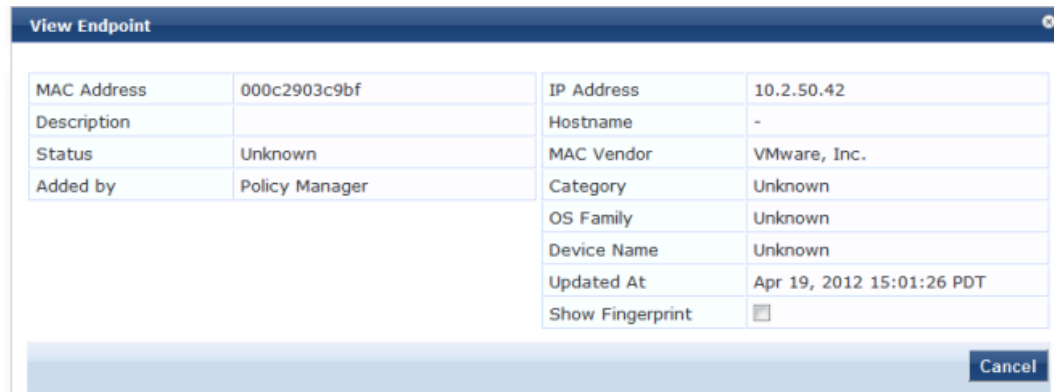 View Endpoint
MAC Address 000c2903c9bf
Description
Status Unknown
Added by Policy Manager
IP Address 10.2.50.42
Hostname -
MAC Vendor VMware, Inc.
Category Unknown
OS Family Unknown
Device Name Unknown
Updated At Apr 19, 2012 15:01:26 PDT
Show Fingerprint
Cancel